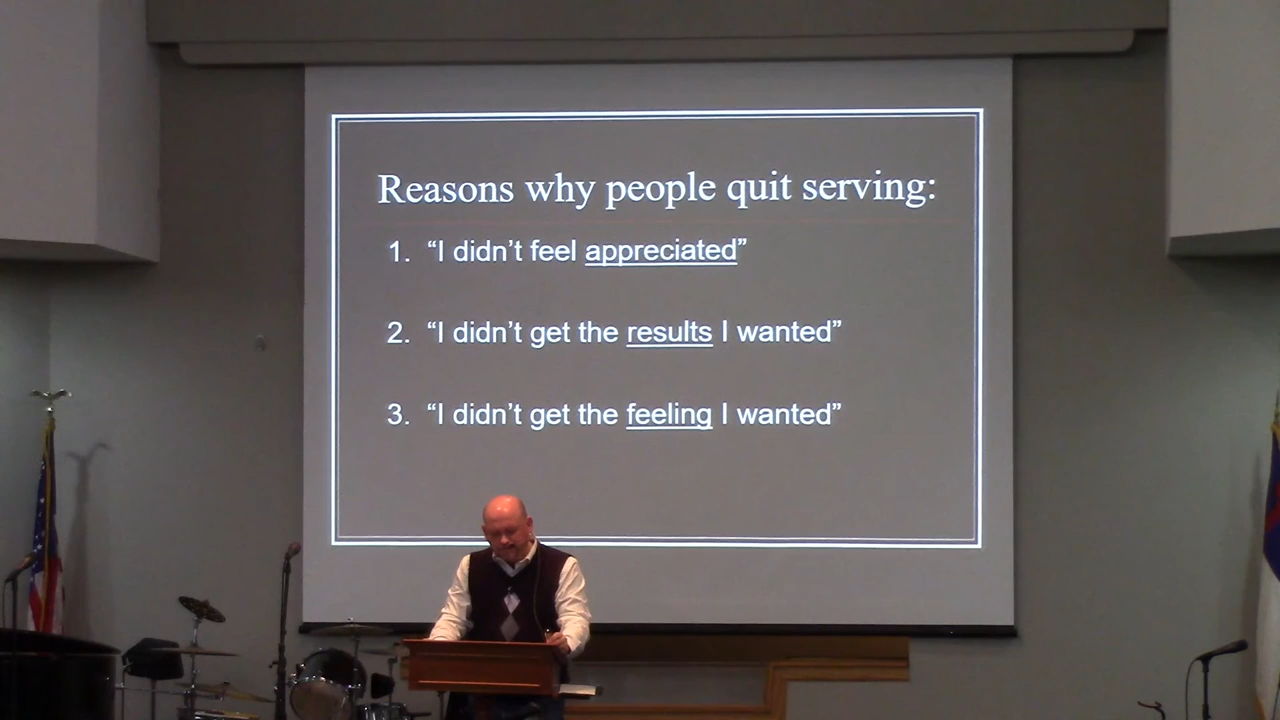 Reasons why people quit serving:
1. “I didn’t feel appreciated”
2. “I didn’t get the results I wanted”
3. “I didn’t get the feeling I wanted”